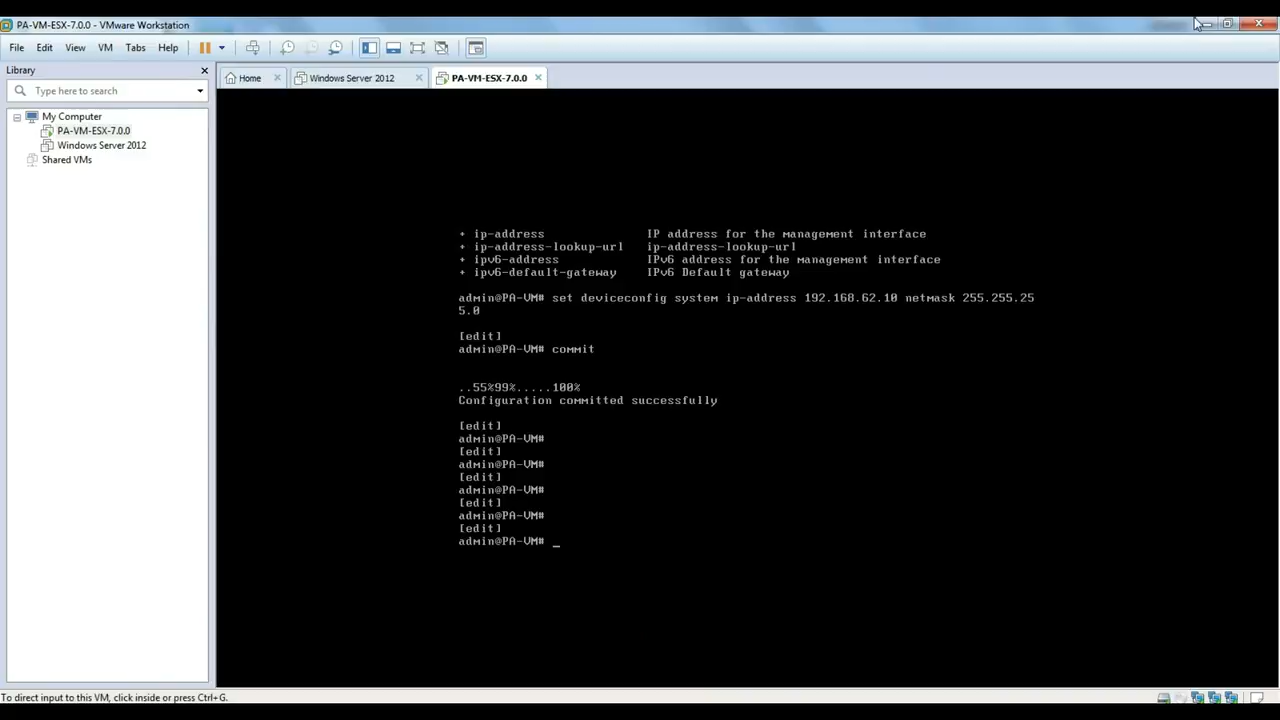 PA-VM-ESX-7.0.0 - VMware Workstation
File Edit View VM Tabs Help
Library
Home Windows Server 2012 PA-VM-ESX-7.0.0
Type here to search
My Computer
PA-VM-ESX-7.0.0
Windows Server 2012
Shared VMs
+ ip-address IP address for the management interface
+ ip-address-lookup-url ip-address-lookup-url
+ ipv6-address IPv6 address for the management interface
+ ipv6-default-gateway IPv6 Default gateway
admin@PA-VM# set deviceconfig system ip-address 192.168.62.10 netmask 255.255.25
5.0
[edit]
admin@PA-VM# commit
..55%99%.....100%
Configuration committed successfully
[edit]
admin@PA-VM#
[edit]
admin@PA-VM#
[edit]
admin@PA-VM#
[edit]
admin@PA-VM#
[edit]
admin@PA-VM# _
To direct input to this VM, click inside or press Ctrl+G.